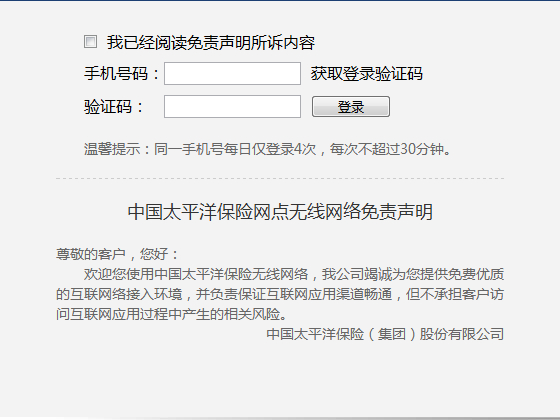 我已经阅读免责声明所诉内容
手机号码： 获取登录验证码
验证码： 登录
温馨提示：同一手机号每日仅登录4次，每次不超过30分钟。
中国太平洋保险网点无线网络免责声明
尊敬的客户，您好：
欢迎您使用中国太平洋保险无线网络，我公司竭诚为您提供免费优质
的互联网络接入环境，并负责保证互联网应用渠道畅通，但不承担客户访
问互联网应用过程中产生的相关风险。
中国太平洋保险（集团）股份有限公司